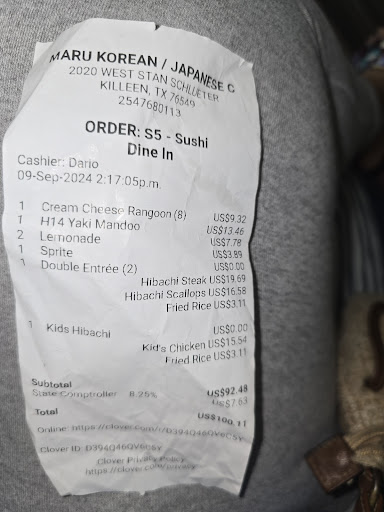 MARU KOREAN / JAPANESE C
2020 WEST STAN SCHLUETER
KILLEEN, TX 76549
2547680113
ORDER: S5 - Sushi
Dine In
Cashier: Dario
09-Sep-2024 2:17:05p.m.
1 Cream Cheese Rangoon (8) US$9.32
1 H14 Yaki Mandoo US$13.46
2 Lemonade US$7.78
1 Sprite US$3.89
1 Double Entrée (2) US$0.00
Hibachi Steak US$19.69
Hibachi Scallops US$16.58
Fried Rice US$3.11
1 Kids Hibachi US$0.00
Kid's Chicken US$15.54
Fried Rice US$3.11
Subtotal US$92.48
State Comptroller 8.25% US$7.63
Total US$100.11
Online: https://clover.com/r/D394Q46QV6C5Y
Clover ID: D394Q46QV6C5Y
Clover Privacy Policy
https://clover.com/privacy